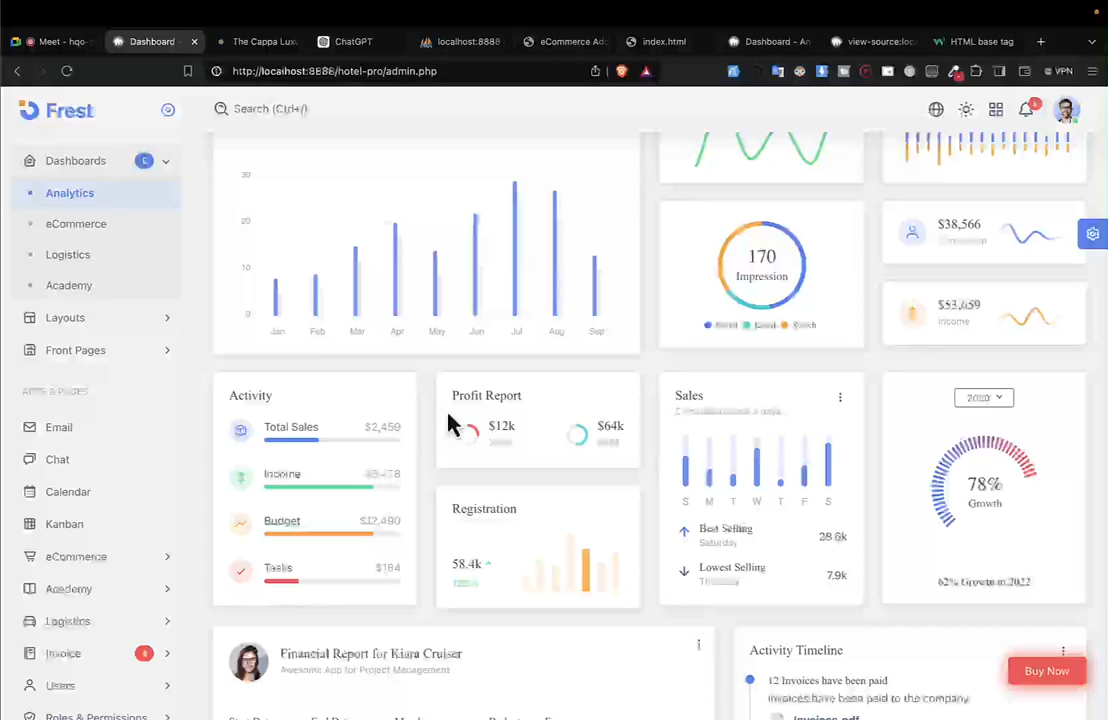 Meet - hqo-
Dashboard
The Cappa Lux
ChatGPT
localhost:8888
eCommerce Ad
index.html
Dashboard - An
view-source:loc
HTML base tag
http://localhost:8888/hotel-pro/admin.php
VPN
Frest
Search (Ctrl+/)
Dashboards
Analytics
eCommerce
Logistics
Academy
Layouts
Front Pages
APPS & PAGES
Email
Chat
Calendar
Kanban
eCommerce
Academy
Logistics
Invoice
Users
Roles & Permissions
30
20
10
0
Jan Feb Mar Apr May Jun Jul Aug Sep
170
Impression
$38,566
$53,659
Income
Activity
Total Sales $2,459
Income
Budget $12,490
Tasks $184
Profit Report
$12k
$64k
Registration
58.4k
Sales
S M T W T F S
Best Selling
Saturday
28.6k
Lowest Selling
Thursday
7.9k
78%
Growth
62% Growth in 2022
Financial Report for Kiara Cruiser
Awesome App for Project Management
Activity Timeline
12 Invoices have been paid
Invoices have been paid to the company
invoices.pdf
Buy Now